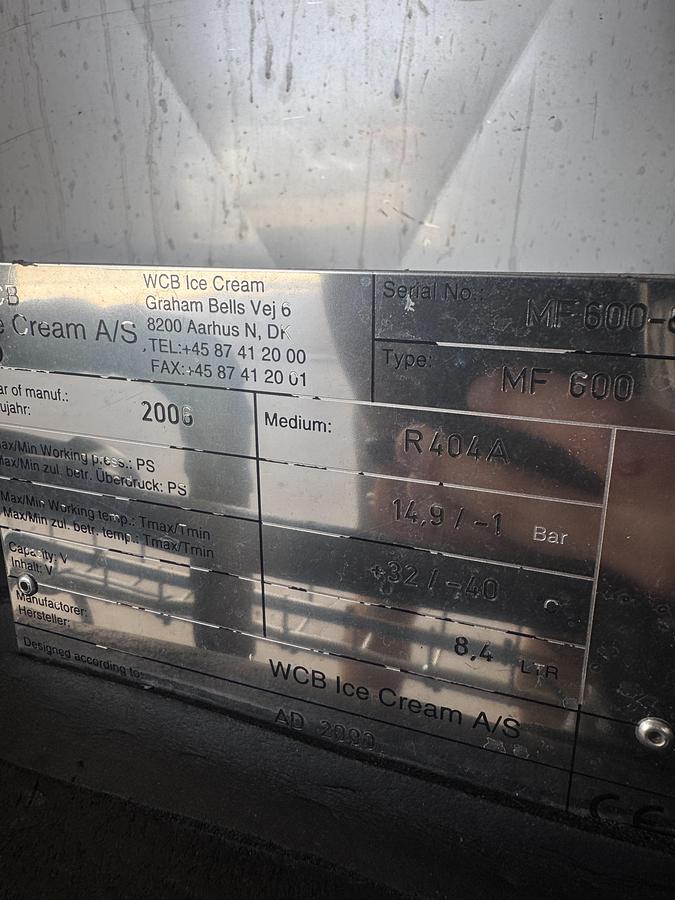 CB
e Cream A/S
WCB Ice Cream
Graham Bells Vej 6
8200 Aarhus N, DK
TEL:+45 87 41 20 00
FAX:+45 87 41 20 01
Serial No.:
MF 600-
Type:
MF 600
ar of manuf.:
ujahr:
2006
Medium:
R404A
Max/Min Working press.: PS
Max/Min zul. betr. Überdruck: PS
14,9 / -1 Bar
Max/Min Working temp.: Tmax/Tmin
Max/Min zul. betr. temp.: Tmax/Tmin
+32 / -40 C
Capacity: V
Inhalt: V
8,4 LTR
Manufacturer:
Hersteller:
WCB Ice Cream A/S
Designed according to:
AD 2000
CE